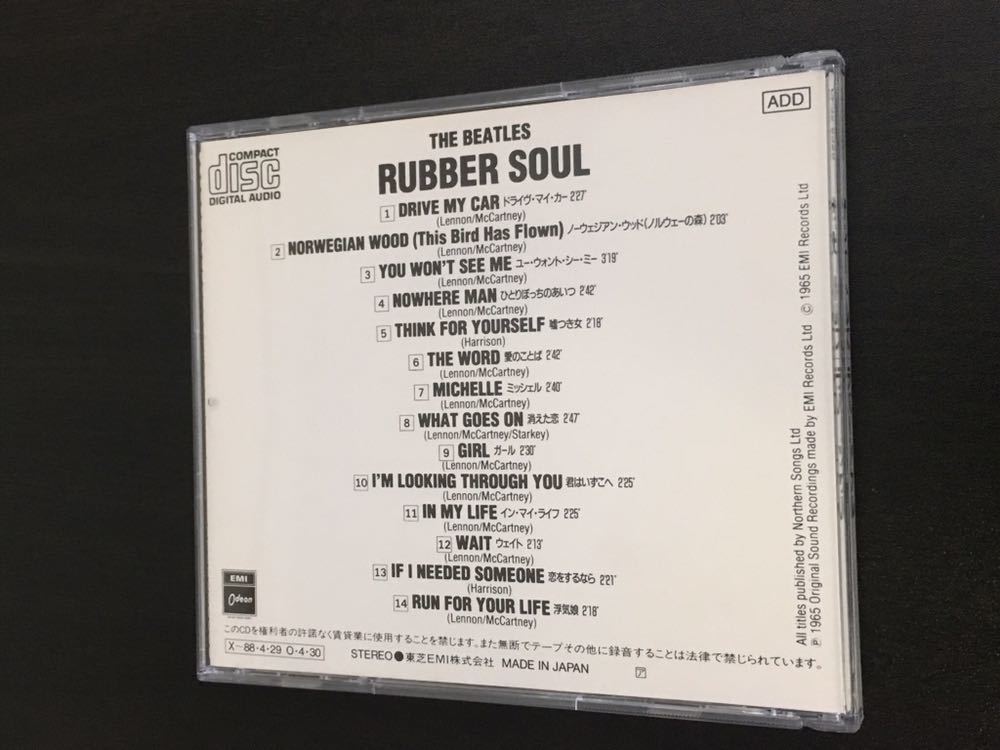 COMPACT
disc
DIGITAL AUDIO
ADD
THE BEATLES
RUBBER SOUL
1 DRIVE MY CAR ドライヴ・マイ・カー 2'27"
(Lennon/McCartney)
2 NORWEGIAN WOOD (This Bird Has Flown) ノーウェジアン・ウッド(ノルウェーの森) 2'03"
(Lennon/McCartney)
3 YOU WON'T SEE ME ユー・ウォント・シー・ミー 3'19"
(Lennon/McCartney)
4 NOWHERE MAN ひとりぼっちのあいつ 2'42"
(Lennon/McCartney)
5 THINK FOR YOURSELF 嘘つき女 2'18"
(Harrison)
6 THE WORD 愛のことば 2'42"
(Lennon/McCartney)
7 MICHELLE ミッシェル 2'40"
(Lennon/McCartney)
8 WHAT GOES ON 消えた恋 2'47"
(Lennon/McCartney/Starkey)
9 GIRL ガール 2'30"
(Lennon/McCartney)
10 I'M LOOKING THROUGH YOU 君はいずこへ 2'25"
(Lennon/McCartney)
11 IN MY LIFE イン・マイ・ライフ 2'25"
(Lennon/McCartney)
12 WAIT ウェイト 2'13"
(Lennon/McCartney)
13 IF I NEEDED SOMEONE 恋をするなら 2'21"
(Harrison)
14 RUN FOR YOUR LIFE 浮気娘 2'18"
(Lennon/McCartney)
EMI
Odeon
All titles published by Northern Songs Ltd
℗ 1965 Original Sound Recordings made by EMI Records Ltd © 1965 EMI Records Ltd
このCDを権利者の許諾なく賃貸業に使用することを禁じます。また無断でテープその他に録音することは法律で禁じられています。
X〜88・4・29 O・4・30
STEREO●東芝EMI株式会社 MADE IN JAPAN
ア